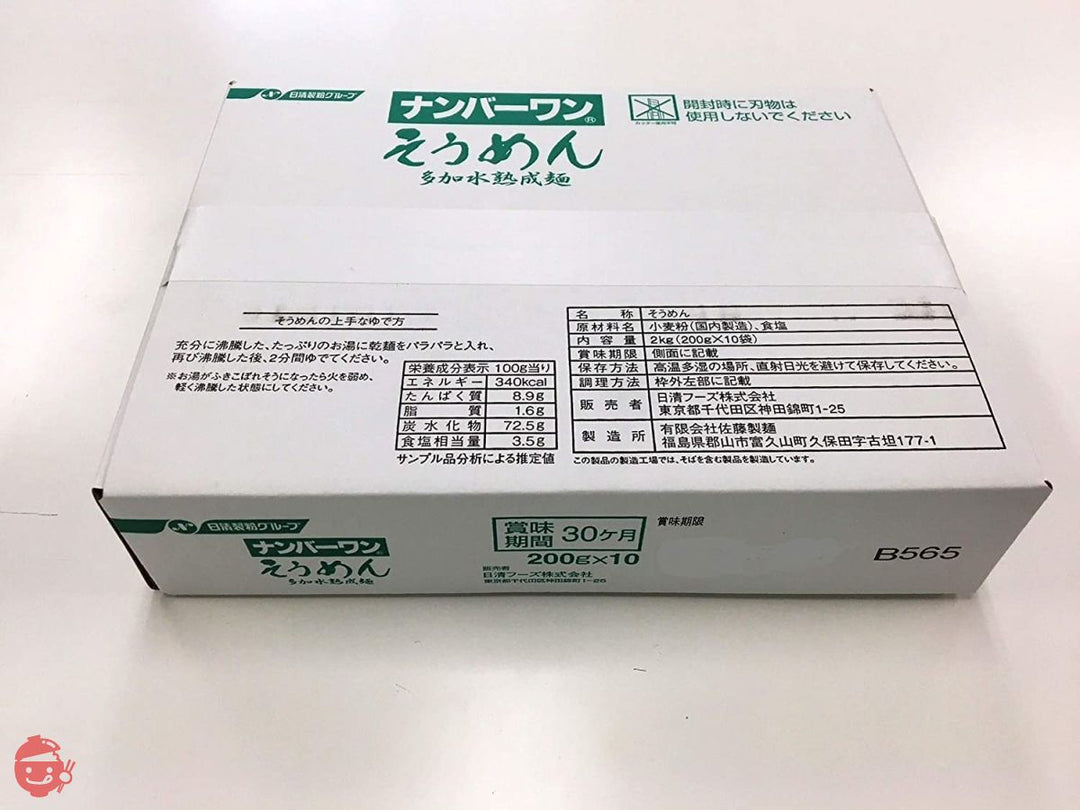 日清製粉グループ
ナンバーワン®
そうめん
多加水熟成麺
開封時に刃物は
使用しないでください
そうめんの上手なゆで方
充分に沸騰した、たっぷりのお湯に乾麺をパラパラと入れ、
再び沸騰した後、2分間ゆでてください。
※お湯がふきこぼれそうになったら火を弱め、
軽く沸騰した状態にしてください。
栄養成分表示 100g当り
エネルギー 340kcal
たんぱく質 8.9g
脂質 1.6g
炭水化物 72.5g
食塩相当量 3.5g
サンプル品分析による推定値
名称 そうめん
原材料名 小麦粉(国内製造)、食塩
内容量 2kg(200g×10袋)
賞味期限 側面に記載
保存方法 高温多湿の場所、直射日光を避けて保存してください。
調理方法 枠外左部に記載
販売者 日清フーズ株式会社
東京都千代田区神田錦町1-25
製造所 有限会社佐藤製麺
福島県郡山市富久山町久保田字古坦177-1
この製品の製造工場では、そばを含む製品を製造しています。
日清製粉グループ
ナンバーワン®
そうめん
多加水熟成麺
賞味期間 30ケ月
200g×10
販売者
日清フーズ株式会社
東京都千代田区神田錦町1-25
賞味期限
B565